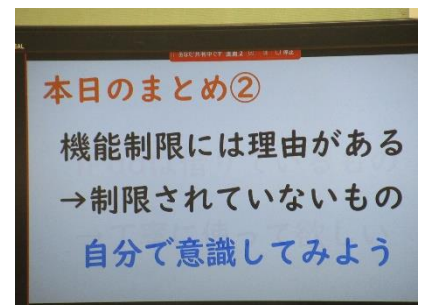 本日のまとめ②
機能制限には理由がある
→制限されていないもの
自分で意識してみよう